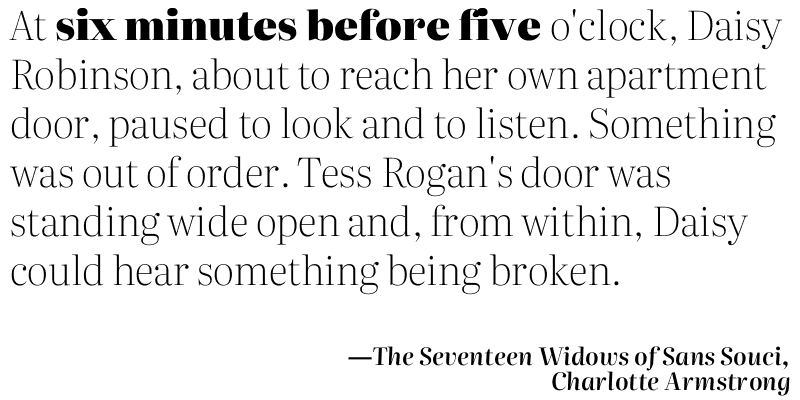 At six minutes before five o'clock, Daisy
Robinson, about to reach her own apartment
door, paused to look and to listen. Something
was out of order. Tess Rogan's door was
standing wide open and, from within, Daisy
could hear something being broken.
—The Seventeen Widows of Sans Souci,
Charlotte Armstrong